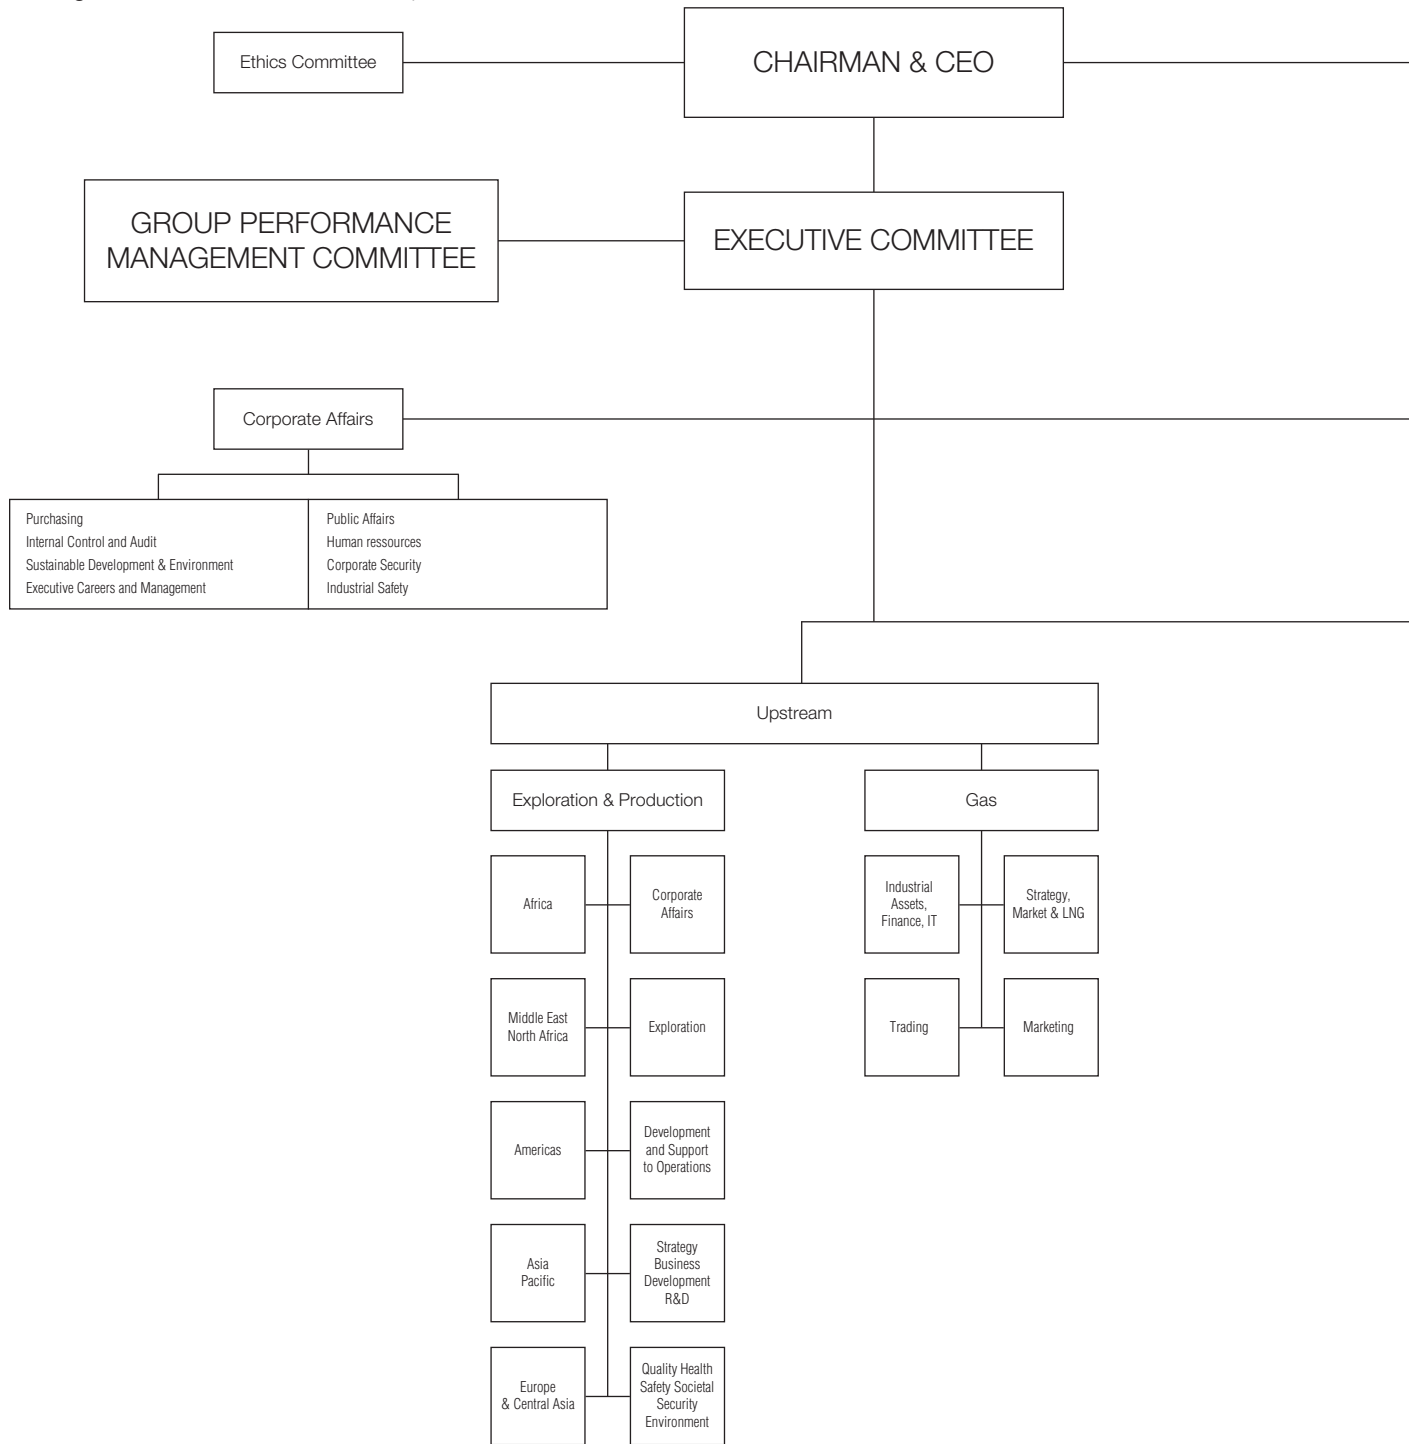 Ethics Committee
CHAIRMAN & CEO
GROUP PERFORMANCE
MANAGEMENT COMMITTEE
EXECUTIVE COMMITTEE
Corporate Affairs
Purchasing
Internal Control and Audit
Sustainable Development & Environment
Executive Careers and Management
Public Affairs
Human ressources
Corporate Security
Industrial Safety
Upstream
Exploration & Production
Gas
Africa
Corporate
Affairs
Industrial
Assets,
Finance, IT
Strategy,
Market & LNG
Middle East
North Africa
Exploration
Trading
Marketing
Americas
Development
and Support
to Operations
Asia
Pacific
Strategy
Business
Development
R&D
Europe
& Central Asia
Quality Health
Safety Societal
Security
Environment